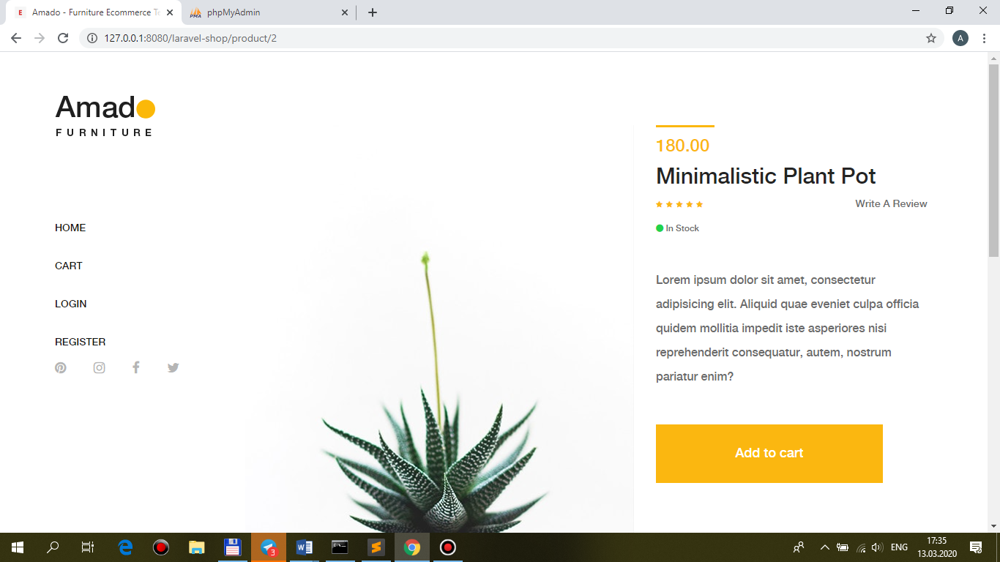 Amado - Furniture Ecommerce Te
phpMyAdmin
127.0.0.1:8080/laravel-shop/product/2
A
Amado
FURNITURE
HOME
CART
LOGIN
REGISTER
180.00
Minimalistic Plant Pot
Write A Review
In Stock
Lorem ipsum dolor sit amet, consectetur
adipisicing elit. Aliquid quae eveniet culpa officia
quidem mollitia impedit iste asperiores nisi
reprehenderit consequatur, autem, nostrum
pariatur enim?
Add to cart
3
ENG
17:35
13.03.2020